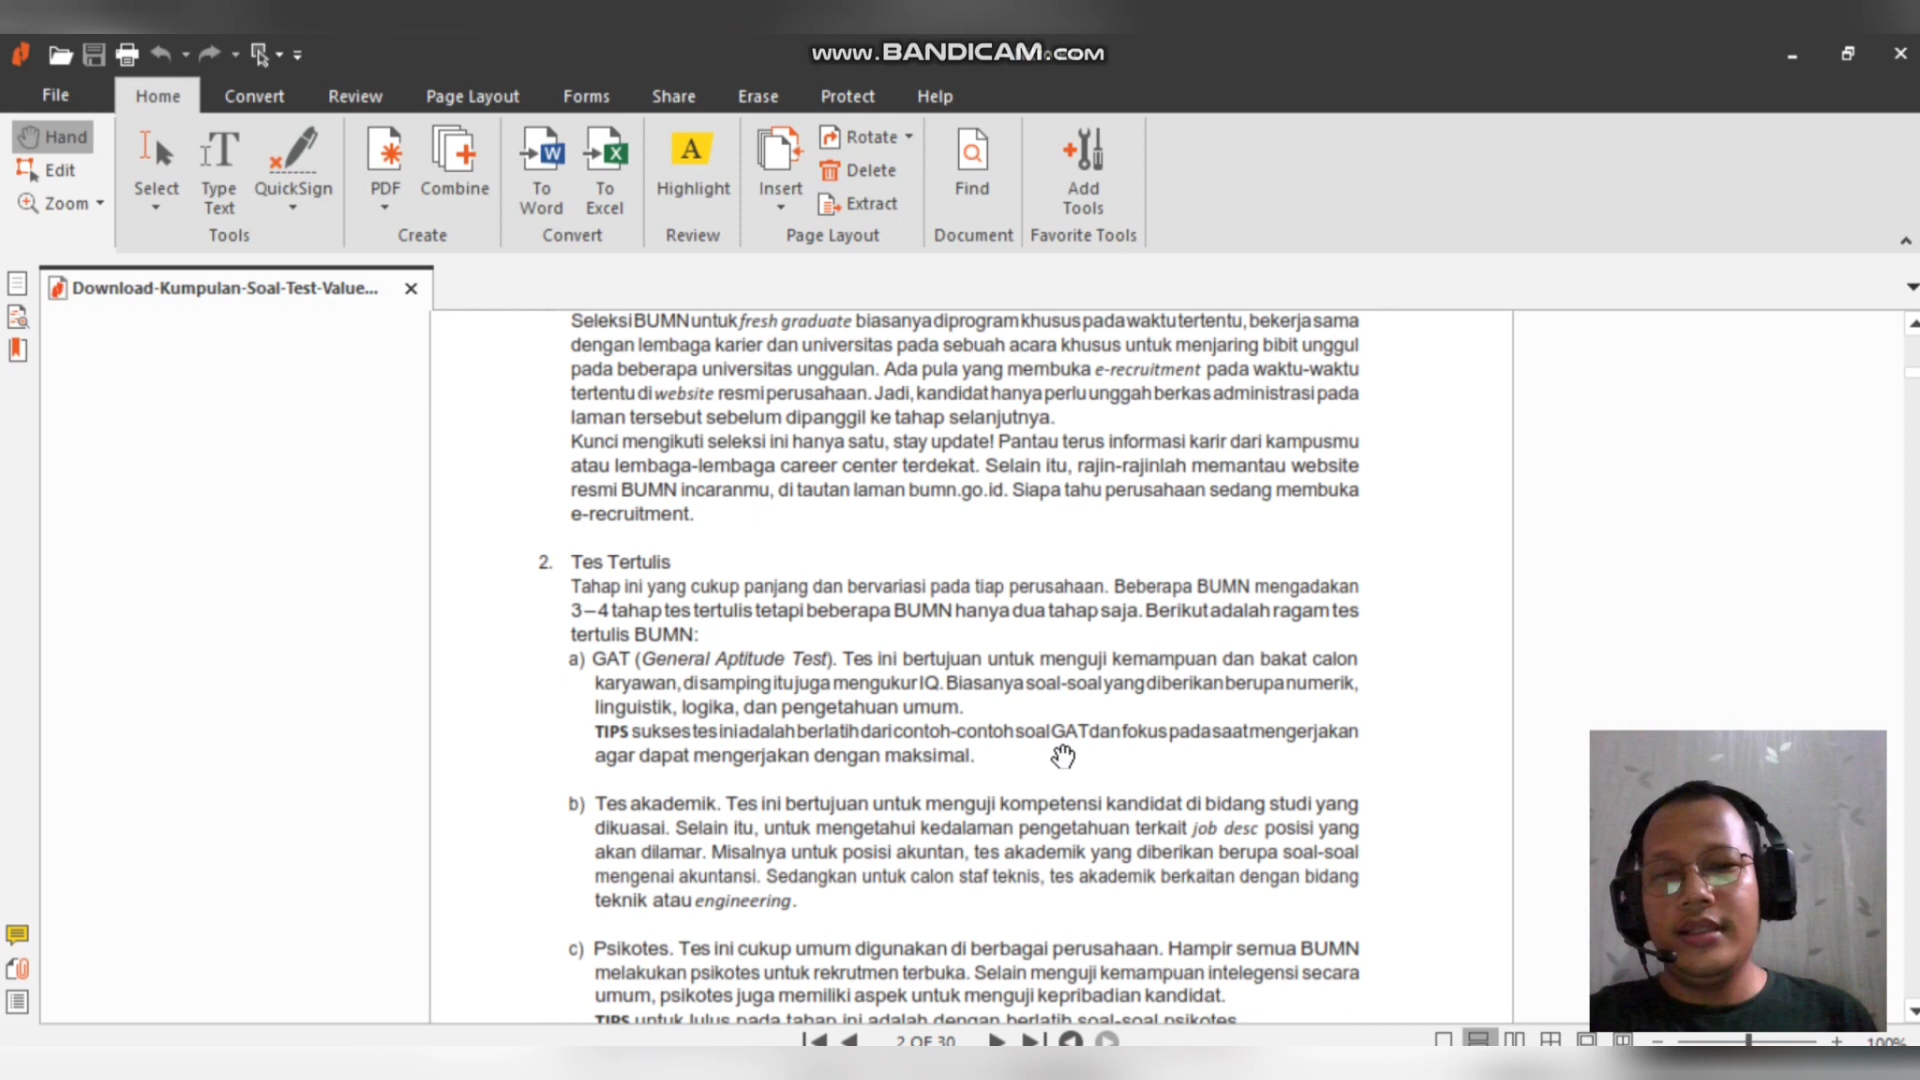 www.BANDICAM.com
File Home Convert Review Page Layout Forms Share Erase Protect Help
Hand
Edit
Zoom
Select
Type Text
QuickSign
Tools
PDF
Combine
Create
To Word
To Excel
Convert
Highlight
Review
Insert
Rotate
Delete
Extract
Page Layout
Find
Document
Add Tools
Favorite Tools
Download-Kumpulan-Soal-Test-Value...
Seleksi BUMN untuk fresh graduate biasanya diprogram khusus pada waktu tertentu, bekerja sama
dengan lembaga karier dan universitas pada sebuah acara khusus untuk menjaring bibit unggul
pada beberapa universitas unggulan. Ada pula yang membuka e-recruitment pada waktu-waktu
tertentu di website resmi perusahaan. Jadi, kandidat hanya perlu unggah berkas administrasi pada
laman tersebut sebelum dipanggil ke tahap selanjutnya.
Kunci mengikuti seleksi ini hanya satu, stay update! Pantau terus informasi karir dari kampusmu
atau lembaga-lembaga career center terdekat. Selain itu, rajin-rajinlah memantau website
resmi BUMN incaranmu, di tautan laman bumn.go.id. Siapa tahu perusahaan sedang membuka
e-recruitment.
2. Tes Tertulis
Tahap ini yang cukup panjang dan bervariasi pada tiap perusahaan. Beberapa BUMN mengadakan
3–4 tahap tes tertulis tetapi beberapa BUMN hanya dua tahap saja. Berikut adalah ragam tes
tertulis BUMN:
a) GAT (General Aptitude Test). Tes ini bertujuan untuk menguji kemampuan dan bakat calon
karyawan, di samping itu juga mengukur IQ. Biasanya soal-soal yang diberikan berupa numerik,
linguistik, logika, dan pengetahuan umum.
TIPS sukses tes ini adalah berlatih dari contoh-contoh soal GAT dan fokus pada saat mengerjakan
agar dapat mengerjakan dengan maksimal.
b) Tes akademik. Tes ini bertujuan untuk menguji kompetensi kandidat di bidang studi yang
dikuasai. Selain itu, untuk mengetahui kedalaman pengetahuan terkait job desc posisi yang
akan dilamar. Misalnya untuk posisi akuntan, tes akademik yang diberikan berupa soal-soal
mengenai akuntansi. Sedangkan untuk calon staf teknis, tes akademik berkaitan dengan bidang
teknik atau engineering.
c) Psikotes. Tes ini cukup umum digunakan di berbagai perusahaan. Hampir semua BUMN
melakukan psikotes untuk rekrutmen terbuka. Selain menguji kemampuan intelegensi secara
umum, psikotes juga memiliki aspek untuk menguji kepribadian kandidat.
TIPS untuk lulus pada tahap ini adalah dengan berlatih soal-soal psikotes.
2 OF 30
100%